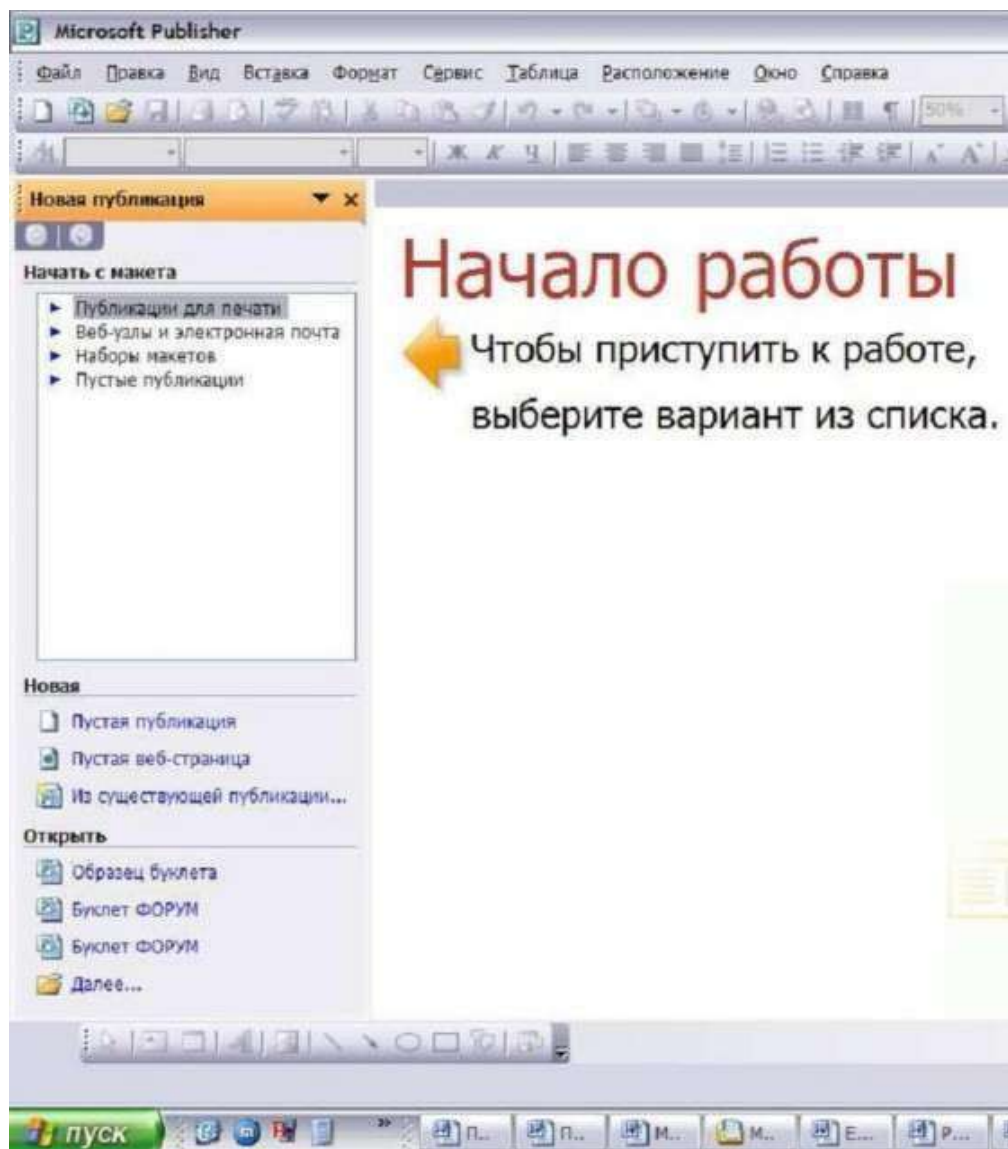 Microsoft Publisher
Файл Правка Вид Вставка Формат Сервис Таблица Расположение Окно Справка
50%
Ж К Ч
Новая публикация
Начать с макета
Публикации для печати
Веб-узлы и электронная почта
Наборы макетов
Пустые публикации
Начало работы
Чтобы приступить к работе,
выберите вариант из списка.
Новая
Пустая публикация
Пустая веб-страница
Из существующей публикации...
Открыть
Образец буклета
Буклет ФОРУМ
Буклет ФОРУМ
Далее...
пуск П... П... М... М... Е... Р...